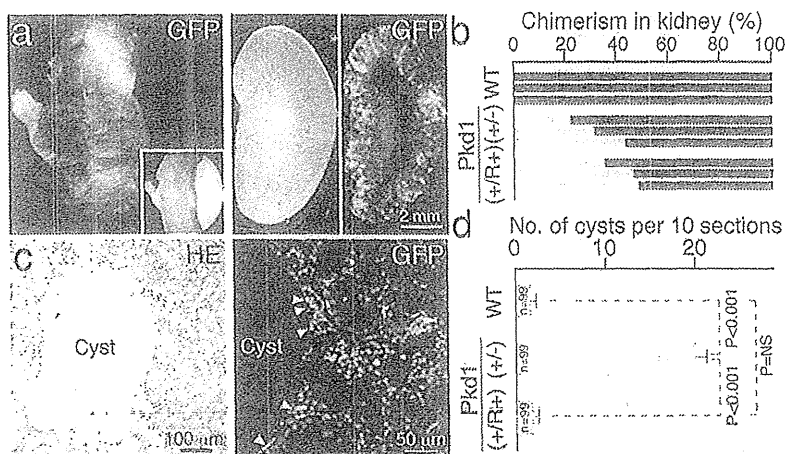 a
GFP
2 mm
b
Chimerism in kidney (%)
0 20 40 60 80 100
WT
Pkd1
(+/-)
(+/R+)
c
HE
Cyst
100 µm
GFP
Cyst
50 µm
d
No. of cysts per 10 sections
0 10 20
WT
Pkd1
(+/-)
(+/R+)
n=99
n=99
n=99
P<0.001
P<0.001
P=NS